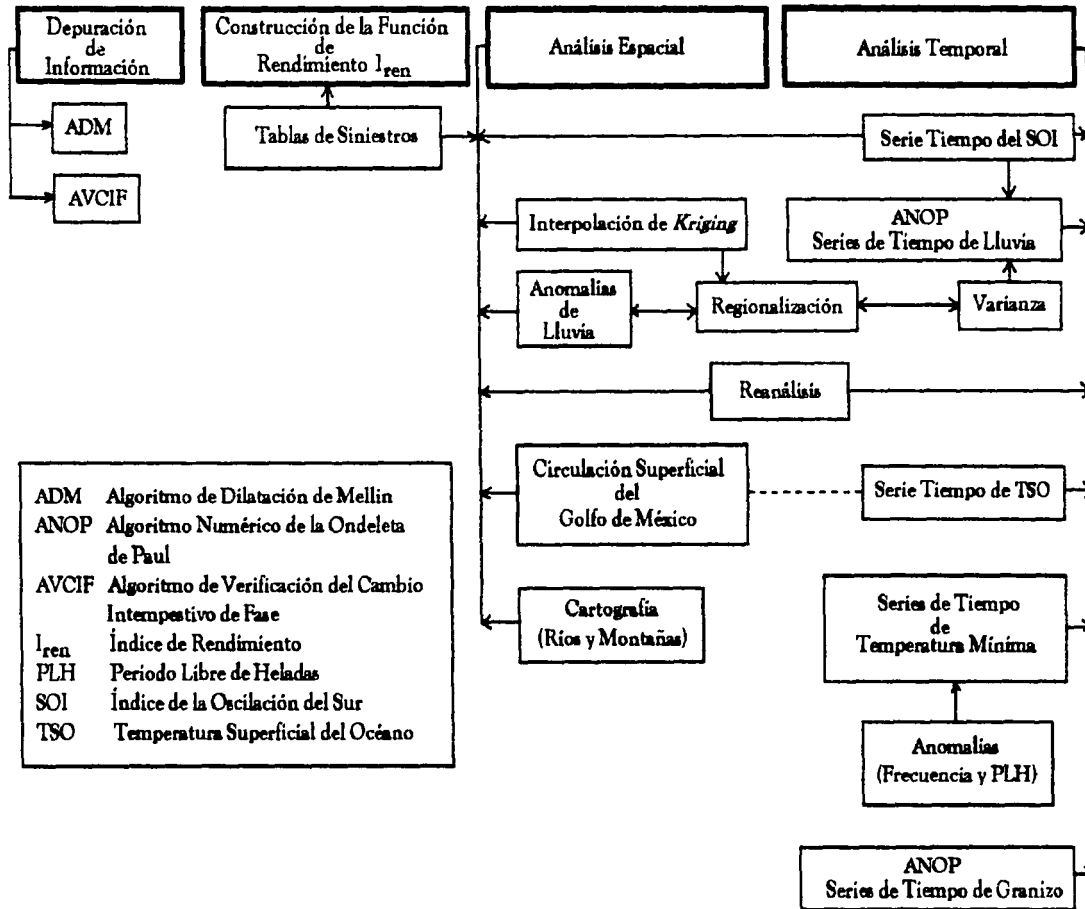 Depuración
de
Información
Construcción de la Función
de
Rendimiento I_ren
Análisis Espacial
Análisis Temporal
ADM
AVCIF
Tablas de Siniestros
Serie Tiempo del SOI
Interpolación de Kriging
ANOP
Series de Tiempo de Lluvia
Anomalías
de
Lluvia
Regionalización
Varianza
Reanálisis
Circulación Superficial
del
Golfo de México
Serie Tiempo de TSO
Cartografía
(Ríos y Montañas)
Series de Tiempo
de
Temperatura Mínima
Anomalías
(Frecuencia y PLH)
ANOP
Series de Tiempo de Granizo
ADM Algoritmo de Dilatación de Mellin
ANOP Algoritmo Numérico de la Ondeleta
de Paul
AVCIF Algoritmo de Verificación del Cambio
Intempestivo de Fase
I_ren Índice de Rendimiento
PLH Periodo Libre de Heladas
SOI Índice de la Oscilación del Sur
TSO Temperatura Superficial del Océano